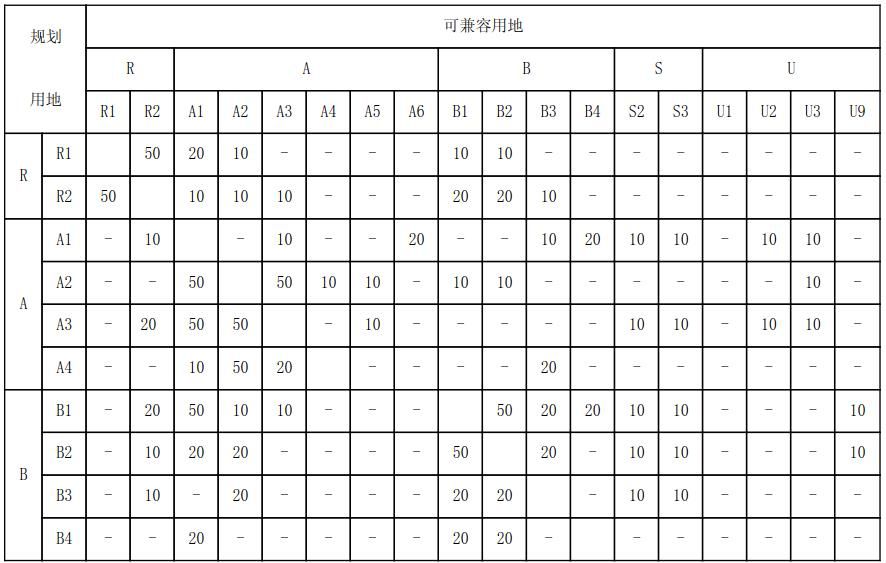 规划 可兼容用地
R A B S U
用地 R1 R2 A1 A2 A3 A4 A5 A6 B1 B2 B3 B4 S2 S3 U1 U2 U3 U9
R R1 50 20 10 - - - - 10 10 - - - - - - - -
R2 50 10 10 10 - - - 20 20 10 - - - - - - -
A A1 - 10 - 10 - - 20 - - 10 20 10 10 - 10 10 -
A2 - - 50 50 10 10 - 10 10 - - - - - - 10 -
A3 - 20 50 50 - 10 - - - - - 10 10 - 10 10 -
A4 - - 10 50 20 - - - - 20 - - - - - - -
B B1 - 20 50 10 10 - - - 50 20 20 10 10 - - - 10
B2 - 10 20 20 - - - - 50 20 - 10 10 - - - 10
B3 - 10 - 20 - - - - 20 20 - 10 10 - - - -
B4 - - 20 - - - - - 20 20 - - - - - - -